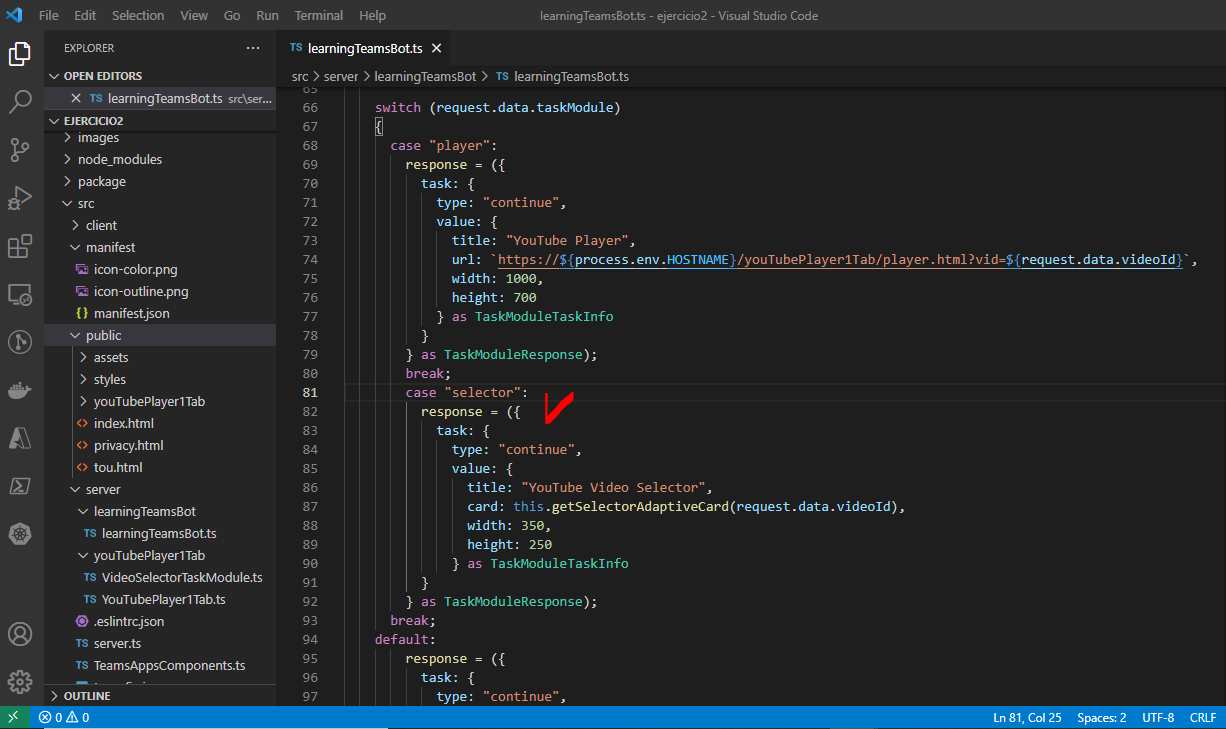 File Edit Selection View Go Run Terminal Help learningTeamsBot.ts - ejercicio2 - Visual Studio Code
EXPLORER ···
OPEN EDITORS
TS learningTeamsBot.ts src\ser...
EJERCICIO2
images
node_modules
package
src
client
manifest
icon-color.png
icon-outline.png
{} manifest.json
public
assets
styles
youTubePlayer1Tab
<> index.html
<> privacy.html
<> tou.html
server
learningTeamsBot
TS learningTeamsBot.ts
youTubePlayer1Tab
TS VideoSelectorTaskModule.ts
TS YouTubePlayer1Tab.ts
.eslintrc.json
TS server.ts
TS TeamsAppsComponents.ts
OUTLINE
TS learningTeamsBot.ts
src > server > learningTeamsBot > TS learningTeamsBot.ts
65
66 switch (request.data.taskModule)
67 {
68 case "player":
69 response = ({
70 task: {
71 type: "continue",
72 value: {
73 title: "YouTube Player",
74 url: `https://${process.env.HOSTNAME}/youTubePlayer1Tab/player.html?vid=${request.data.videoId}`,
75 width: 1000,
76 height: 700
77 } as TaskModuleTaskInfo
78 }
79 } as TaskModuleResponse);
80 break;
81 case "selector":
82 response = ({
83 task: {
84 type: "continue",
85 value: {
86 title: "YouTube Video Selector",
87 card: this.getSelectorAdaptiveCard(request.data.videoId),
88 width: 350,
89 height: 250
90 } as TaskModuleTaskInfo
91 }
92 } as TaskModuleResponse);
93 break;
94 default:
95 response = ({
96 task: {
97 type: "continue",
0 0 Ln 81, Col 25 Spaces: 2 UTF-8 CRLF